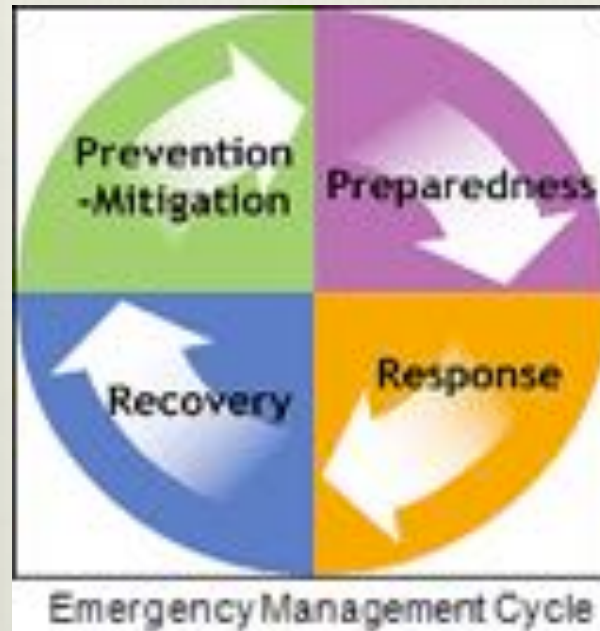 Prevention
-Mitigation
Preparedness
Response
Recovery
Emergency Management Cycle